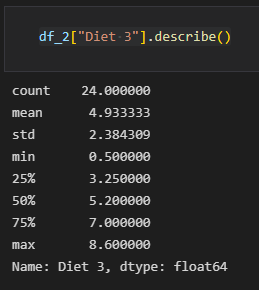 df_2["Diet 3"].describe()
count 24.000000
mean 4.933333
std 2.384309
min 0.500000
25% 3.250000
50% 5.200000
75% 7.000000
max 8.600000
Name: Diet 3, dtype: float64